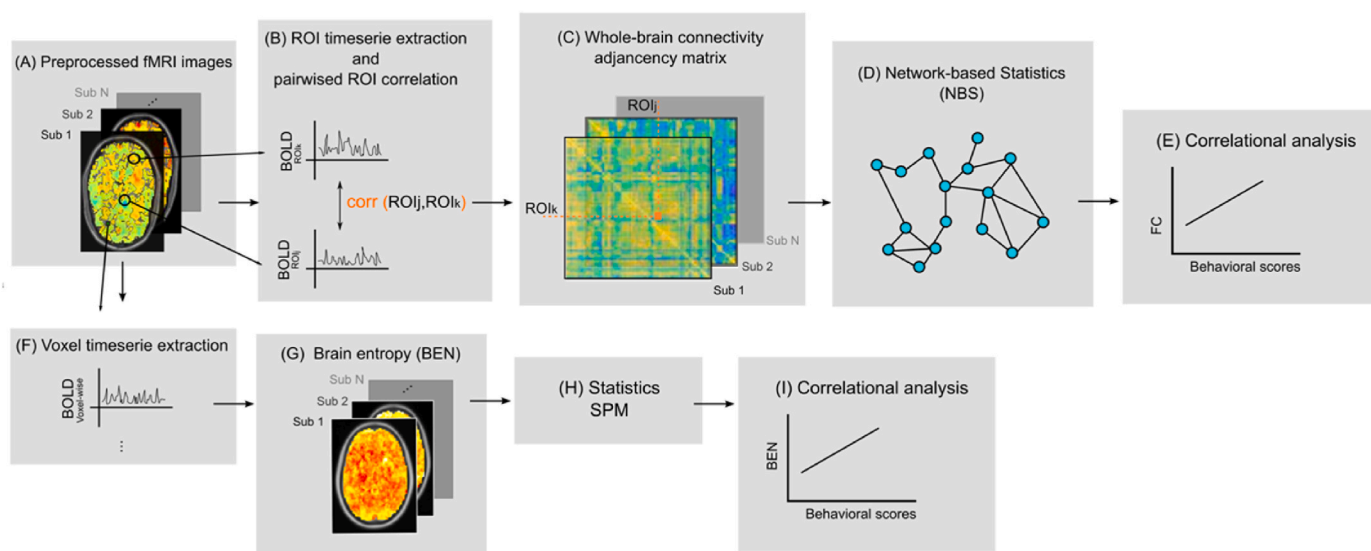 (A) Preprocessed fMRI images
Sub N
...
Sub 2
Sub 1
(B) ROI timeserie extraction
and
pairwised ROI correlation
BOLD
ROIk
corr (ROIj,ROIk)
BOLD
ROIj
(C) Whole-brain connectivity
adjancency matrix
ROIj
ROIk
Sub N
Sub 2
Sub 1
(D) Network-based Statistics
(NBS)
(E) Correlational analysis
FC
Behavioral scores
(F) Voxel timeserie extraction
BOLD
Voxel-wise
...
(G) Brain entropy (BEN)
Sub N
...
Sub 2
Sub 1
(H) Statistics
SPM
(I) Correlational analysis
BEN
Behavioral scores